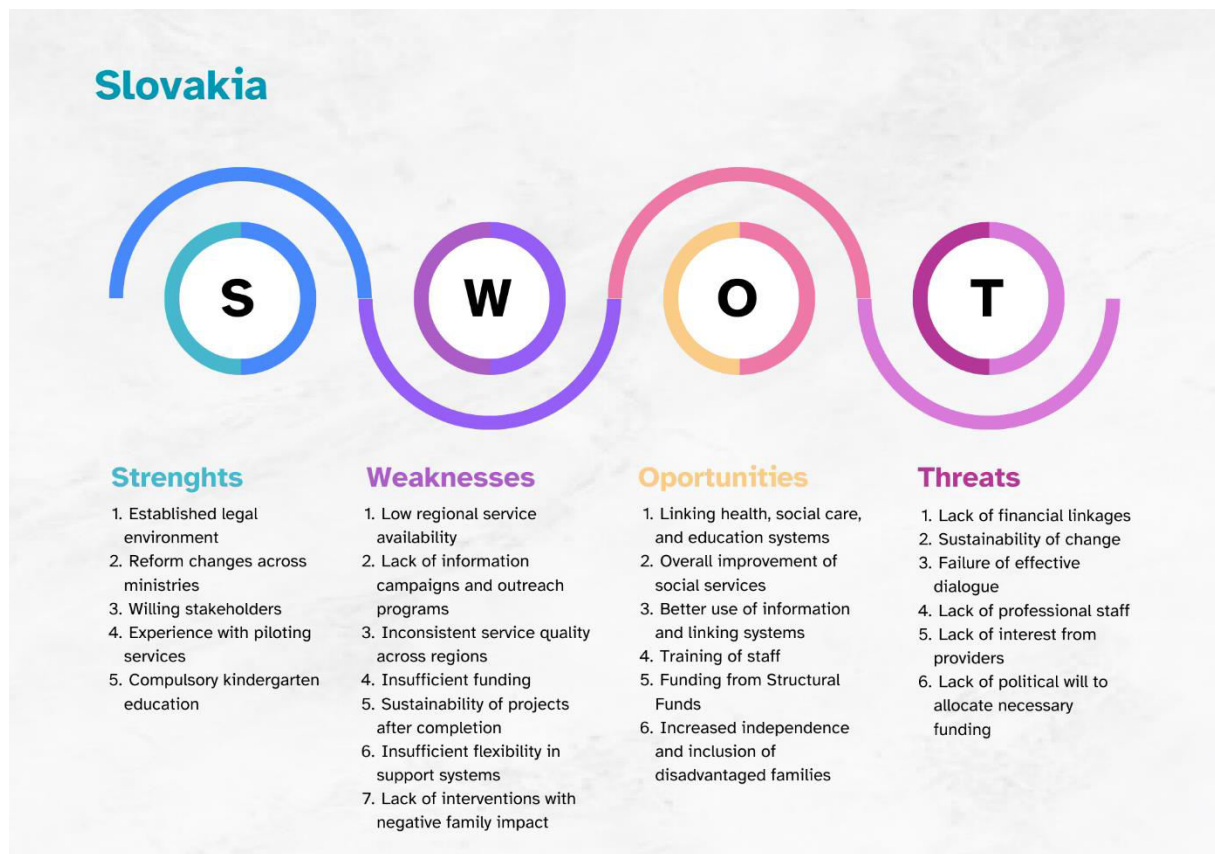 Slovakia
S
W
O
T
Strenghts
1. Established legal
environment
2. Reform changes across
ministries
3. Willing stakeholders
4. Experience with piloting
services
5. Compulsory kindergarten
education
Weaknesses
1. Low regional service
availability
2. Lack of information
campaigns and outreach
programs
3. Inconsistent service quality
across regions
4. Insufficient funding
5. Sustainability of projects
after completion
6. Insufficient flexibility in
support systems
7. Lack of interventions with
negative family impact
Oportunities
1. Linking health, social care,
and education systems
2. Overall improvement of
social services
3. Better use of information
and linking systems
4. Training of staff
5. Funding from Structural
Funds
6. Increased independence
and inclusion of
disadvantaged families
Threats
1. Lack of financial linkages
2. Sustainability of change
3. Failure of effective
dialogue
4. Lack of professional staff
5. Lack of interest from
providers
6. Lack of political will to
allocate necessary
funding